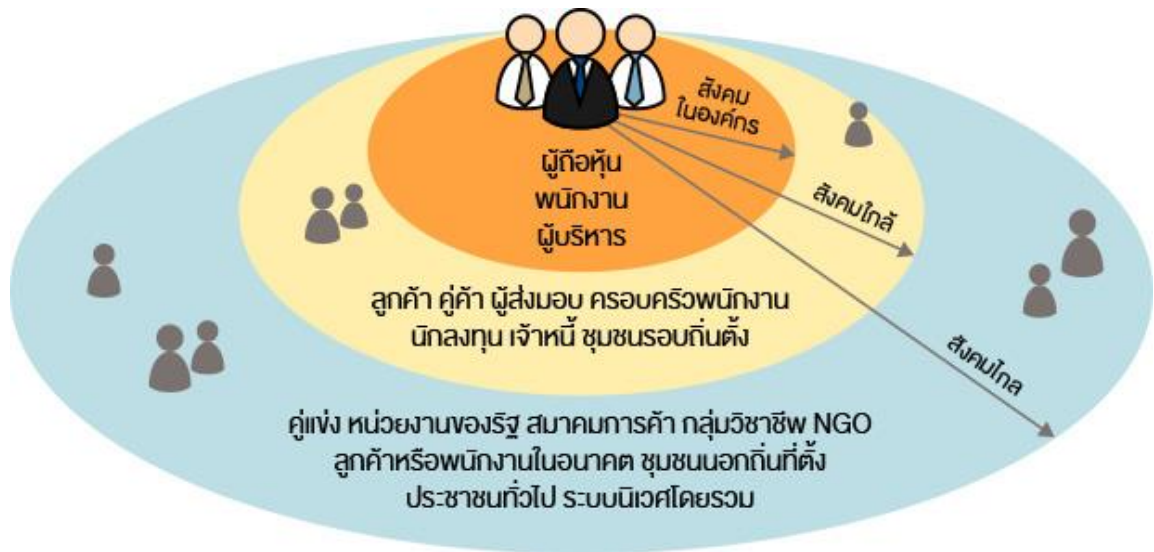 สังคม
ในองค์กร
ผู้ถือหุ้น
พนักงาน
ผู้บริหาร
สังคมใกล้
ลูกค้า คู่ค้า ผู้ส่งมอบ ครอบครัวพนักงาน
นักลงทุน เจ้าหนี้ ชุมชนรอบถิ่นตั้ง
สังคมไกล
คู่แข่ง หน่วยงานของรัฐ สมาคมการค้า กลุ่มวิชาชีพ NGO
ลูกค้าหรือพนักงานในอนาคต ชุมชนนอกถิ่นที่ตั้ง
ประชาชนทั่วไป ระบบนิเวศโดยรวม